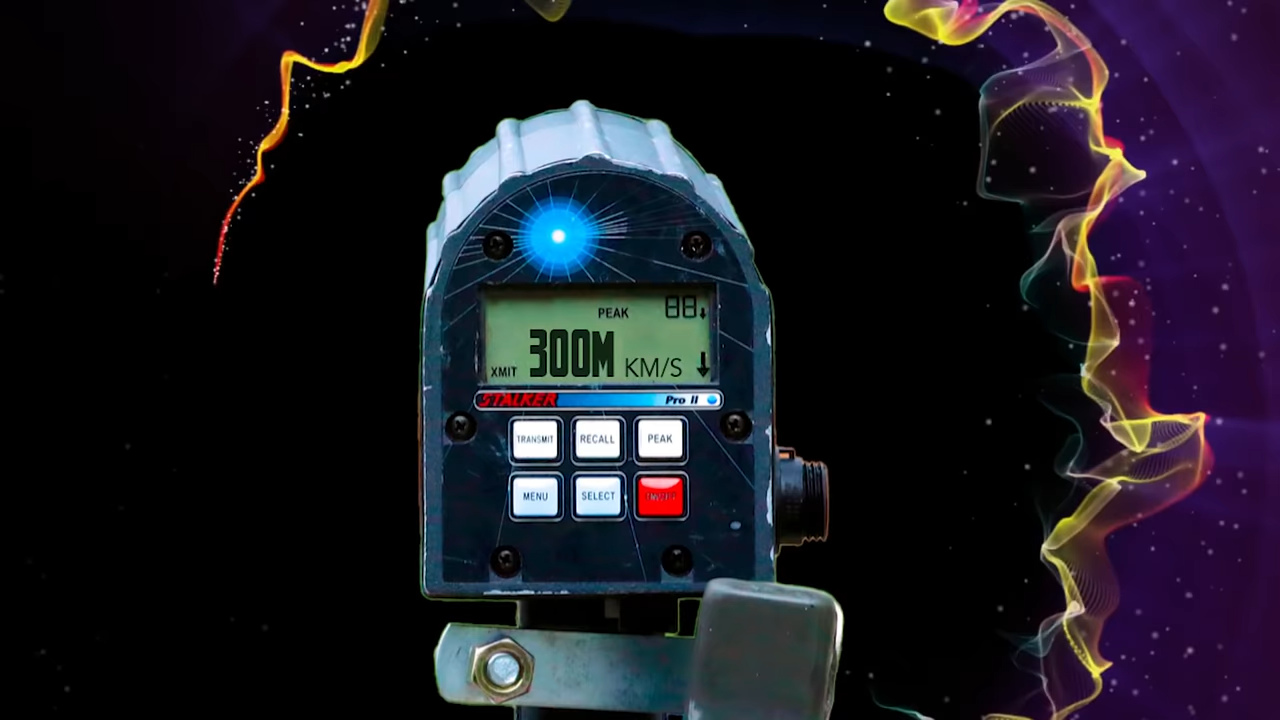 PEAK 88
XMIT 300M KM/S
STALKER Pro II
TRANSMIT RECALL PEAK
MENU SELECT